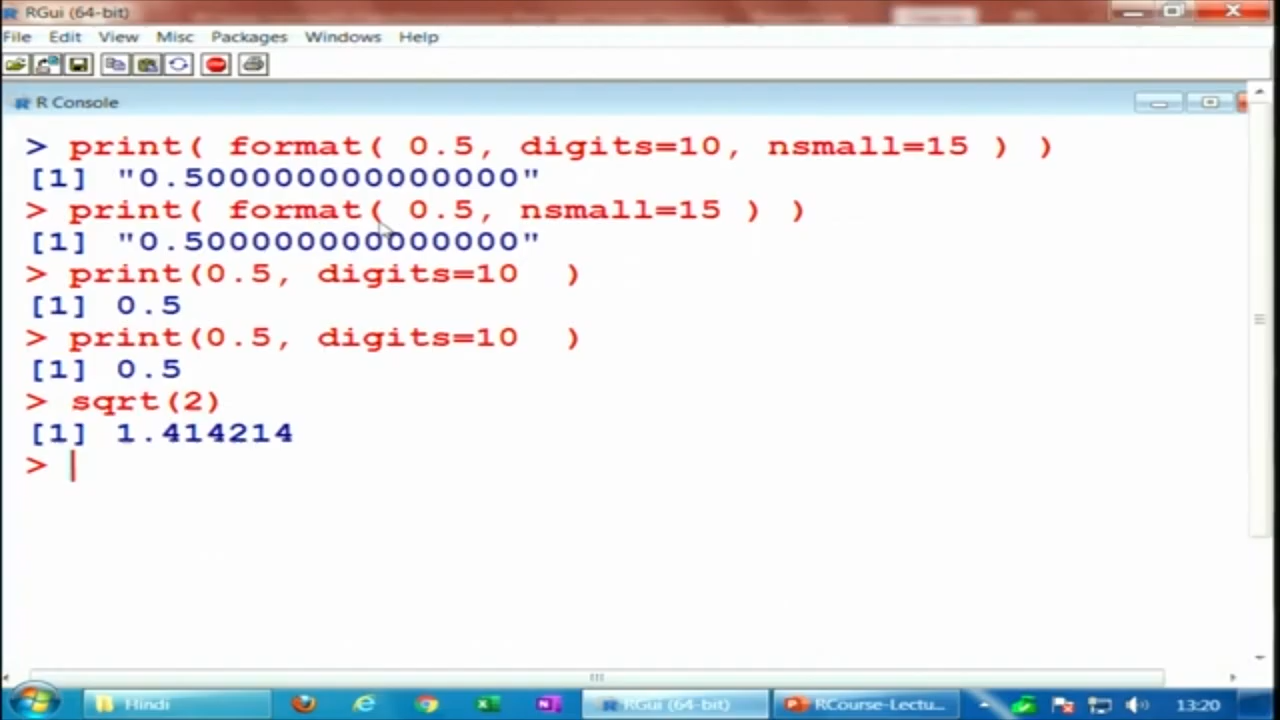 RGui (64-bit)
File Edit View Misc Packages Windows Help
STOP
R Console
> print( format( 0.5, digits=10, nsmall=15 ) )
[1] "0.500000000000000"
> print( format( 0.5, nsmall=15 ) )
[1] "0.500000000000000"
> print(0.5, digits=10  )
[1] 0.5
> print(0.5, digits=10  )
[1] 0.5
> sqrt(2)
[1] 1.414214
>
Hindi RGui (64-bit) RCourse-Lectu... 13:20